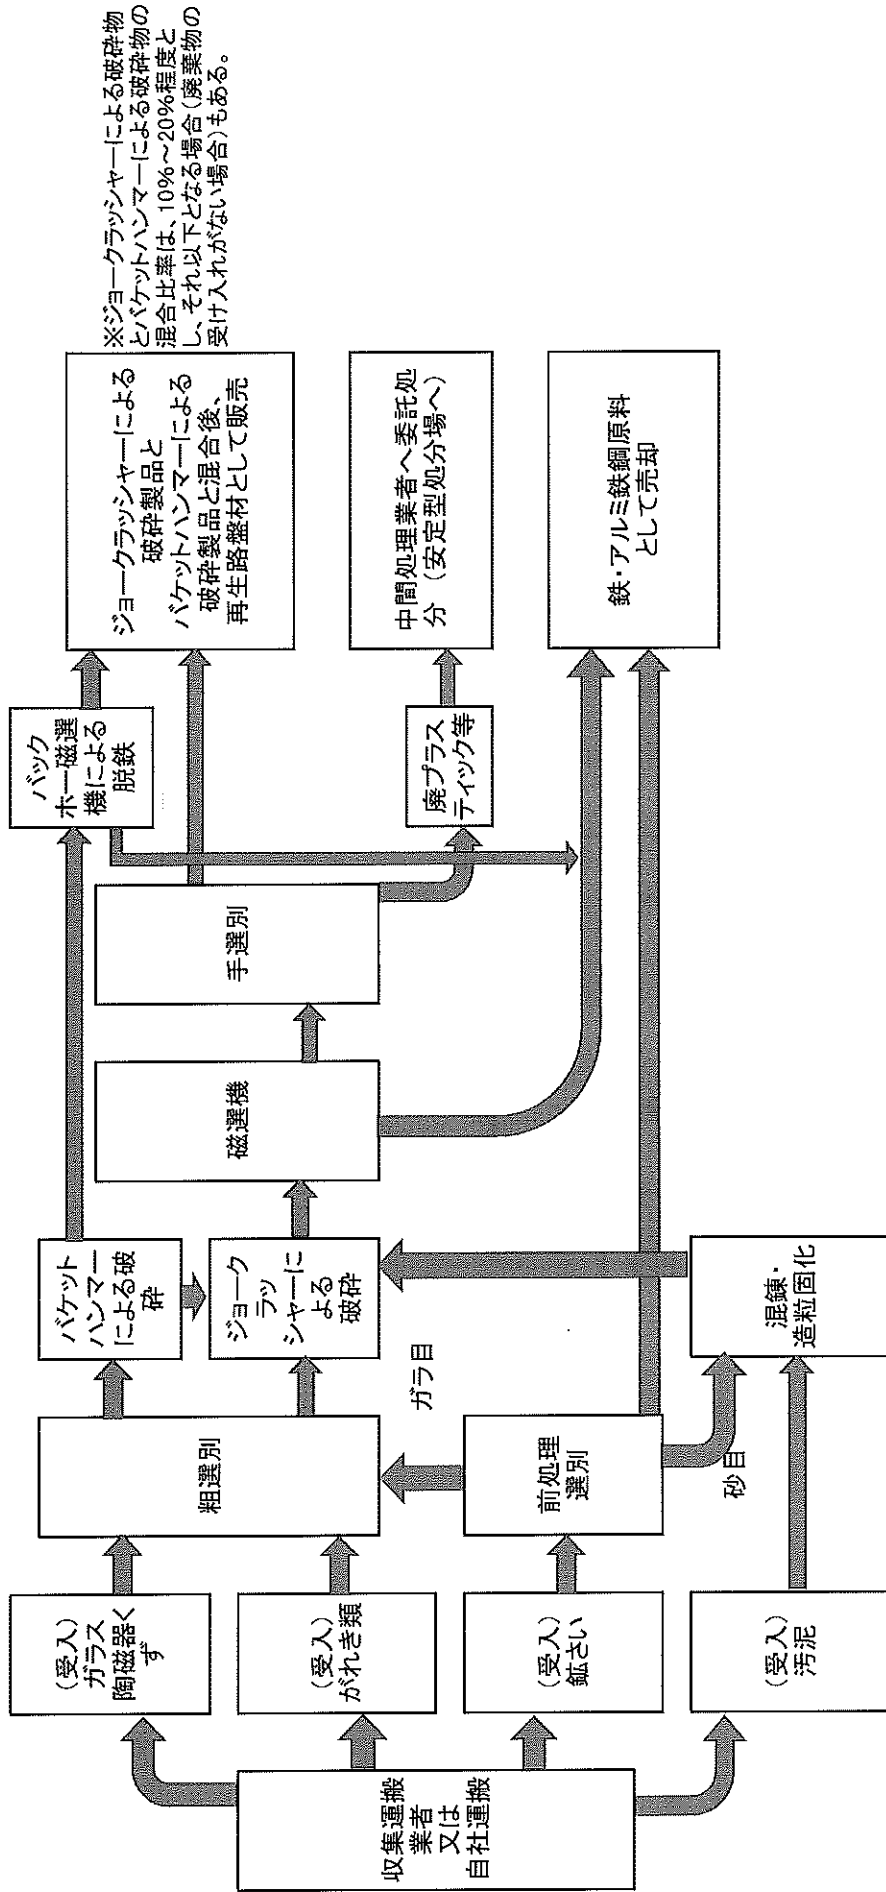 収集運搬
業者
又は
自社運搬
(受入)
ガラス
陶磁器く
ず
(受入)
がれき類
(受入)
鉱さい
(受入)
汚泥
粗選別
前処理
選別
ガラ目
砂目
バケット
ハンマー
による破
砕
ジョーク
ラッ
シャーに
よる
破砕
混錬・
造粒固化
磁選機
手選別
バック
ホー磁選
機による
脱鉄
廃プラス
ティック等
ジョークラッシャーによる
破砕製品と
バケットハンマーによる
破砕製品と混合後、
再生路盤材として販売
中間処理業者へ委託処
分（安定型処分場へ）
鉄・アルミ鉄鋼原料
として売却
※ジョークラッシャーによる破砕物
とバケットハンマーによる破砕物の
混合比率は、10%～20%程度と
し、それ以下となる場合（廃棄物の
受け入れがない場合）もある。